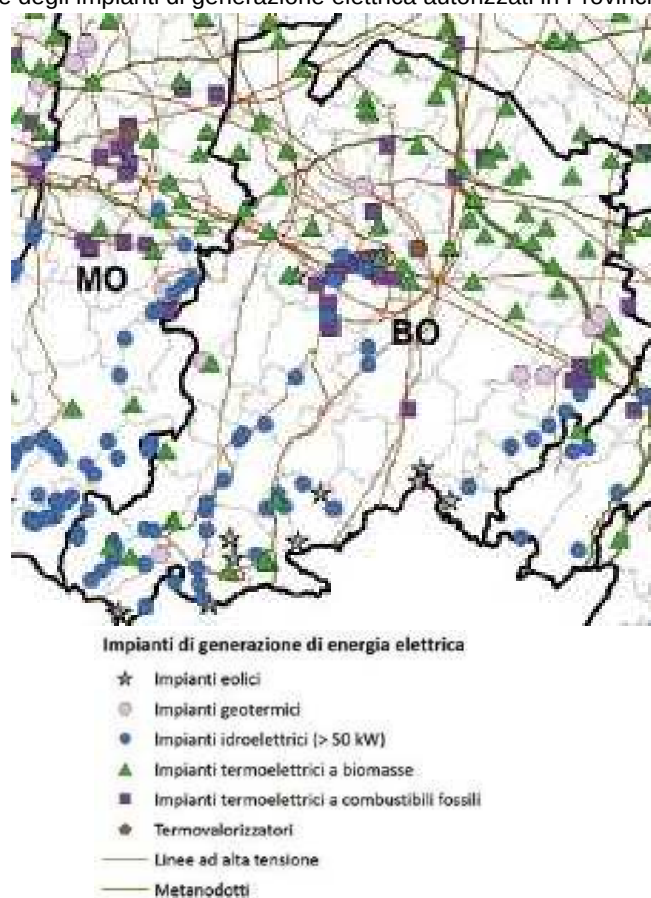 e degli impianti di generazione elettrica autorizzati in Provinci
MO
BO
Impianti di generazione di energia elettrica
Impianti eolici
Impianti geotermici
Impianti idroelettrici (> 50 kW)
Impianti termoelettrici a biomasse
Impianti termoelettrici a combustibili fossili
Termovalorizzatori
Linee ad alta tensione
Metanodotti